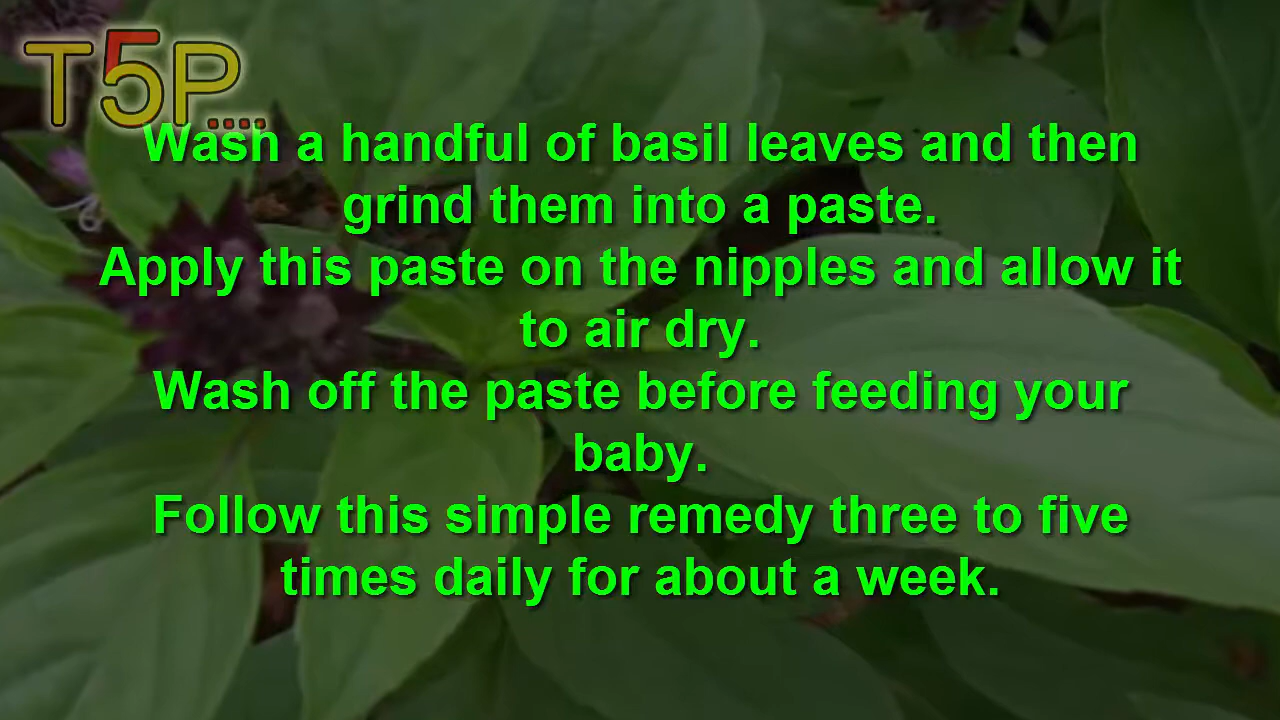 T5P....
Wash a handful of basil leaves and then
grind them into a paste.
Apply this paste on the nipples and allow it
to air dry.
Wash off the paste before feeding your
baby.
Follow this simple remedy three to five
times daily for about a week.